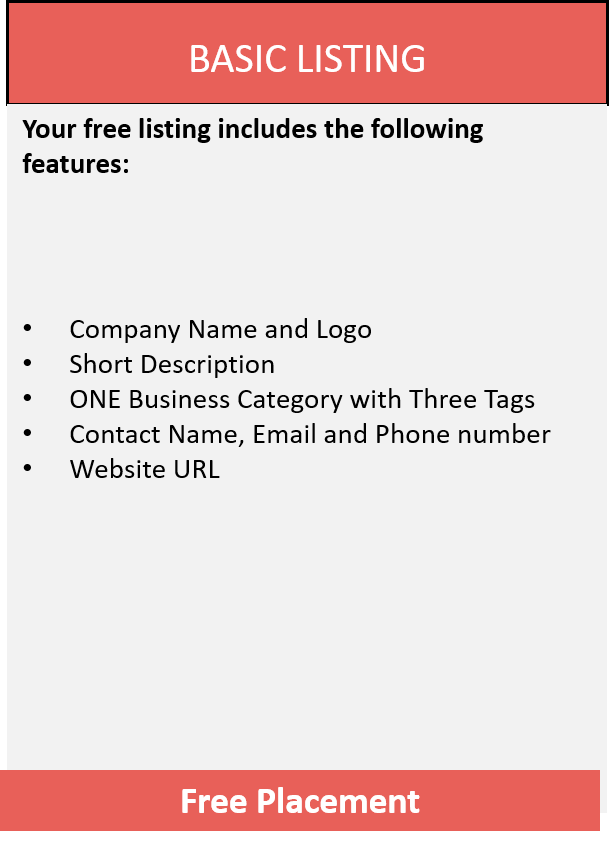 BASIC LISTING
Your free listing includes the following
features:
• Company Name and Logo
• Short Description
• ONE Business Category with Three Tags
• Contact Name, Email and Phone number
• Website URL
Free Placement